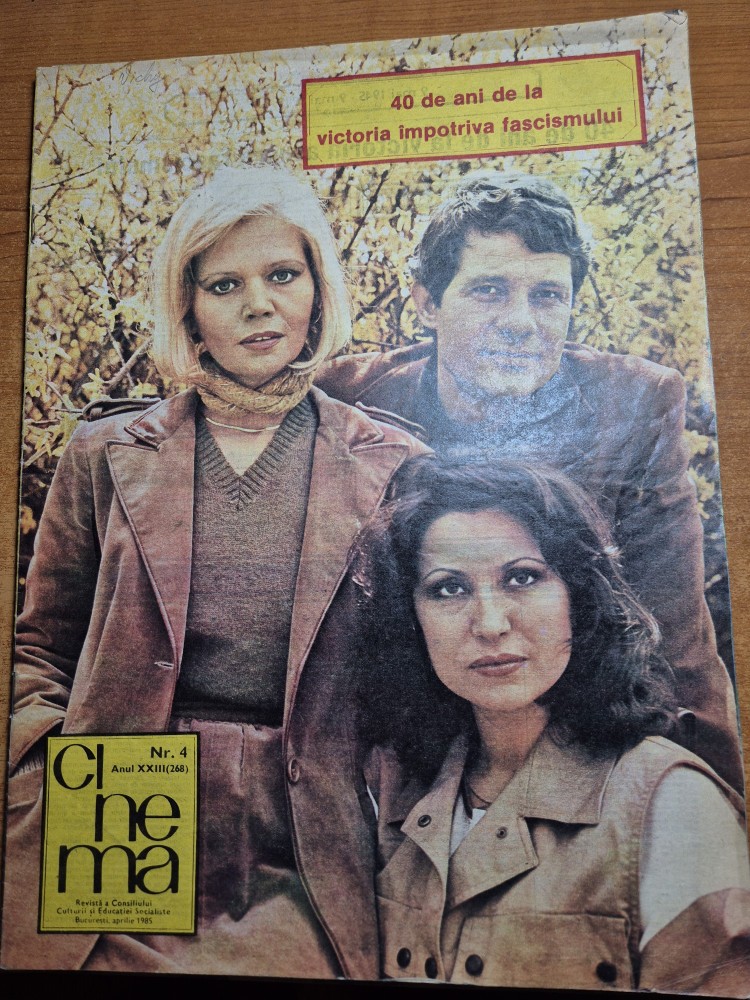 40 de ani de la
victoria împotriva fascismului
Nr. 4
Anul XXIII(268)
ci
ne
ma
Revistă a Consiliului
Culturii și Educației Socialiste
București, aprilie 1985